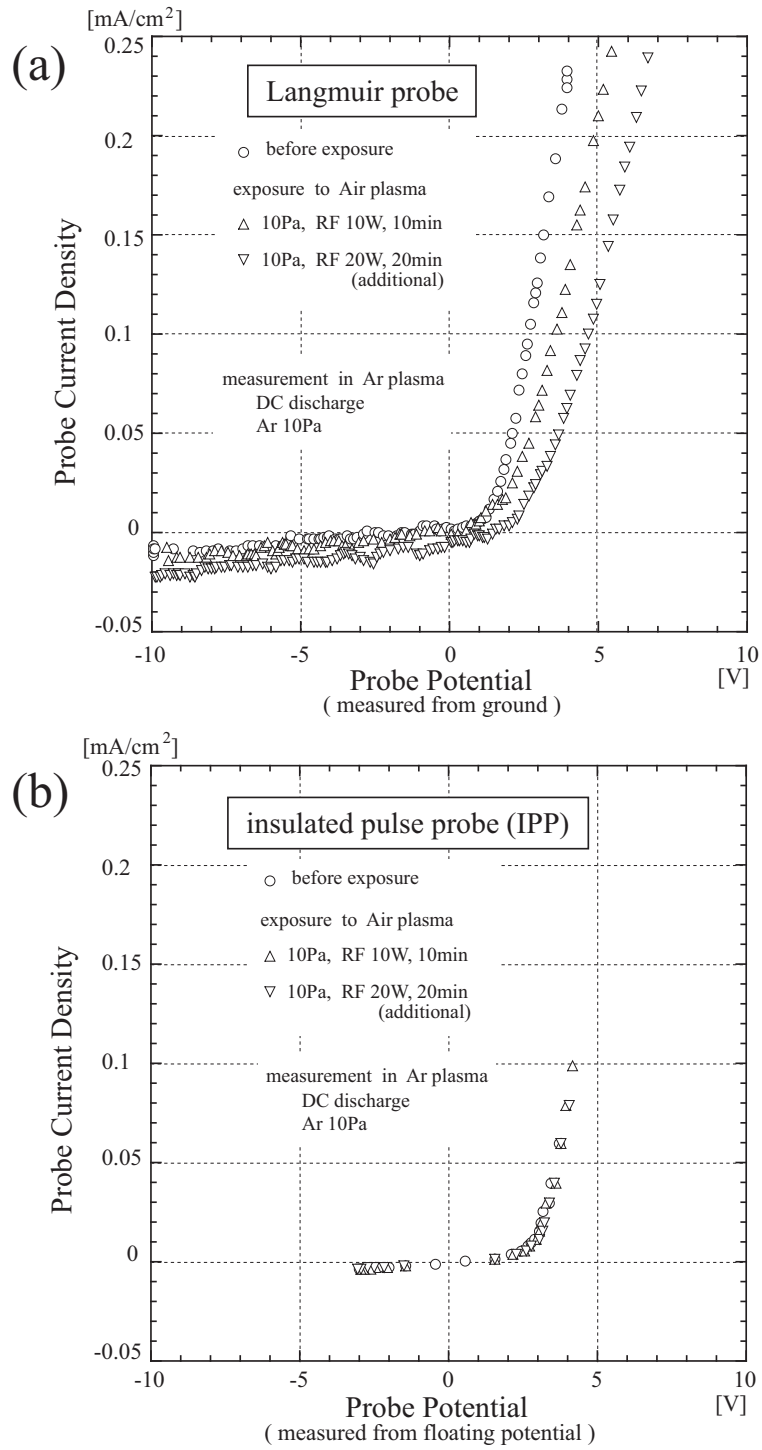 [mA/cm²]
(a)
0.25
Langmuir probe
0.2
before exposure
exposure to Air plasma
10Pa, RF 10W, 10min
0.15
10Pa, RF 20W, 20min
(additional)
Probe Current Density
0.1
measurement in Ar plasma
DC discharge
Ar 10Pa
0.05
0
-0.05
-10 -5 0 5 10
Probe Potential [V]
( measured from ground )
[mA/cm²]
(b)
0.25
insulated pulse probe (IPP)
0.2
before exposure
exposure to Air plasma
10Pa, RF 10W, 10min
0.15
10Pa, RF 20W, 20min
(additional)
Probe Current Density
0.1
measurement in Ar plasma
DC discharge
Ar 10Pa
0.05
0
-0.05
-10 -5 0 5 10
Probe Potential [V]
( measured from floating potential )